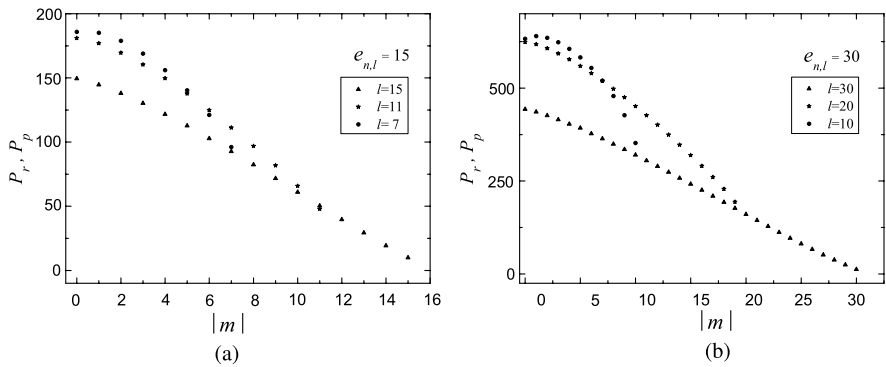 200
150
100
50
0
P_r, P_p
e_{n,l} = 15
l=15
l=11
l= 7
0 2 4 6 8 10 12 14 16
|m|
(a)
500
250
0
P_r, P_p
e_{n,l} = 30
l=30
l=20
l=10
0 5 10 15 20 25 30
|m|
(b)